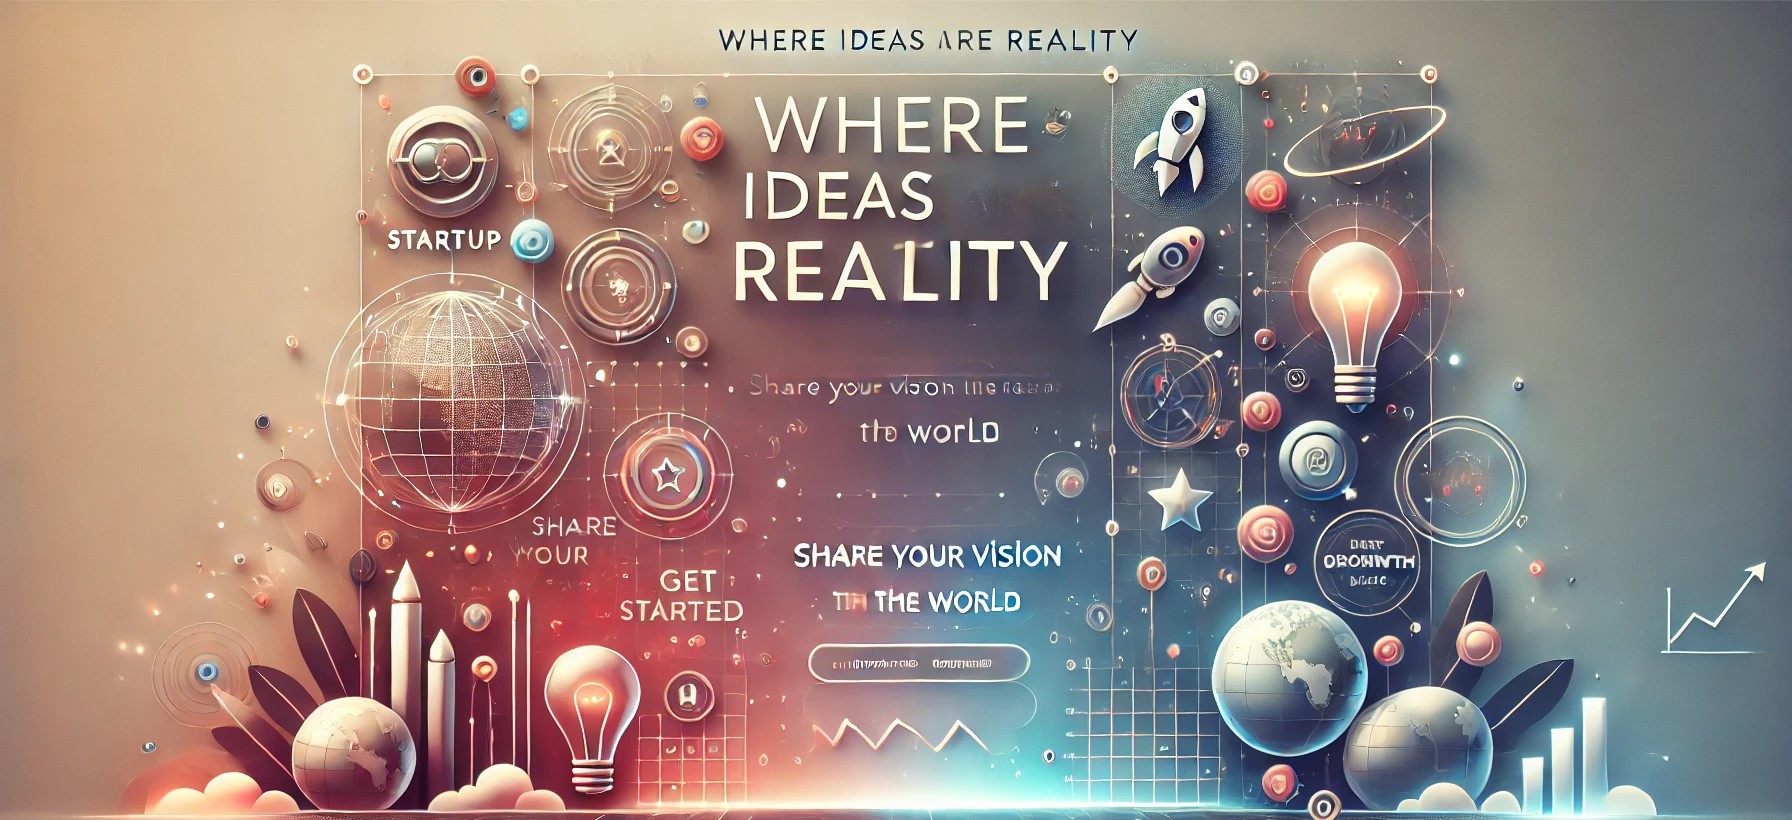 WHERE IDEAS ARE REALITY
WHERE
IDEAS
REALITY
STARTUP
Share your
the worLD
SHARE
YOUR
GET
STARTED
SHARE YOUR VisiON
THE WORLD